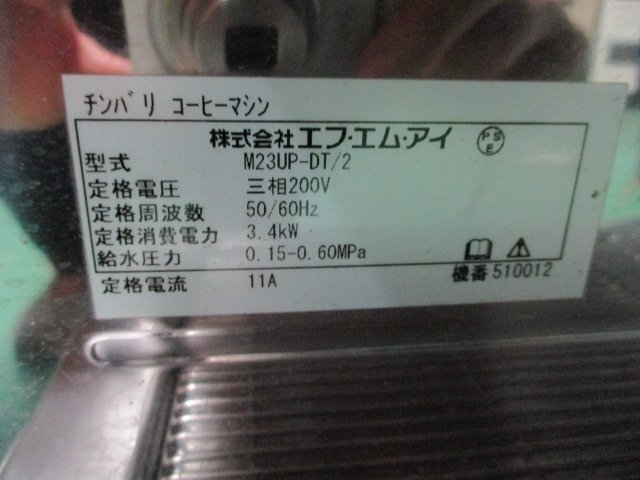 チンバリ コーヒーマシン
株式会社 エフ・エム・アイ
PSE
型式 M23UP-DT/2
定格電圧 三相200V
定格周波数 50/60Hz
定格消費電力 3.4kW
給水圧力 0.15-0.60MPa
定格電流 11A
機番 510012